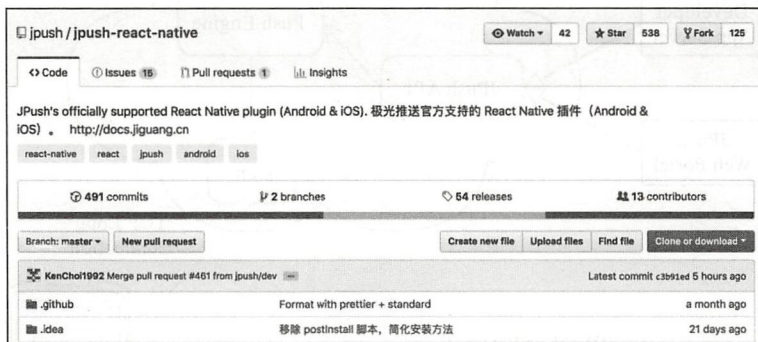 jpush / jpush-react-native
Watch 42 Star 538 Fork 125
Code Issues 15 Pull requests 1 Insights
JPush's officially supported React Native plugin (Android & iOS). 极光推送官方支持的 React Native 插件（Android &
iOS）。 http://docs.jiguang.cn
react-native react jpush android ios
491 commits 2 branches 54 releases 13 contributors
Branch: master New pull request Create new file Upload files Find file Clone or download
KenChoi1992 Merge pull request #461 from jpush/dev Latest commit c3b91ed 5 hours ago
.github Format with prettier + standard a month ago
.idea 移除 postinstall 脚本，简化安装方法 21 days ago